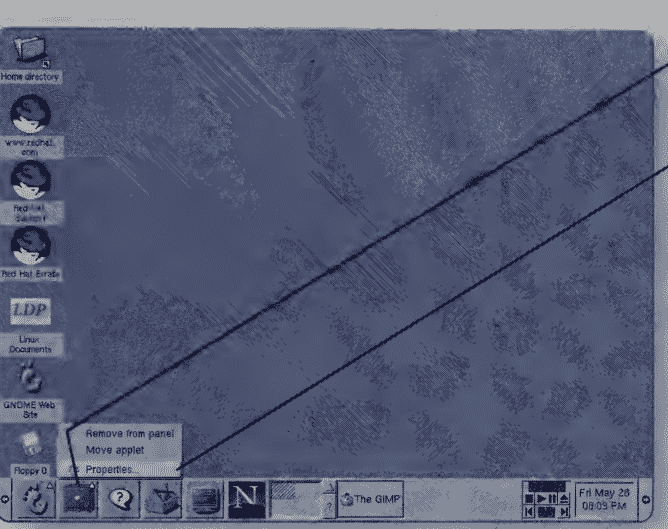 Home directory
www.redhat.
com
Red Hat
Support
Red Hat Errata
LDP
Linux
Documents
GNOME Web
Site
Floppy 0
Remove from panel
Move applet
Properties...
?
N
?
The GIMP
Fri May 28
08:09 PM